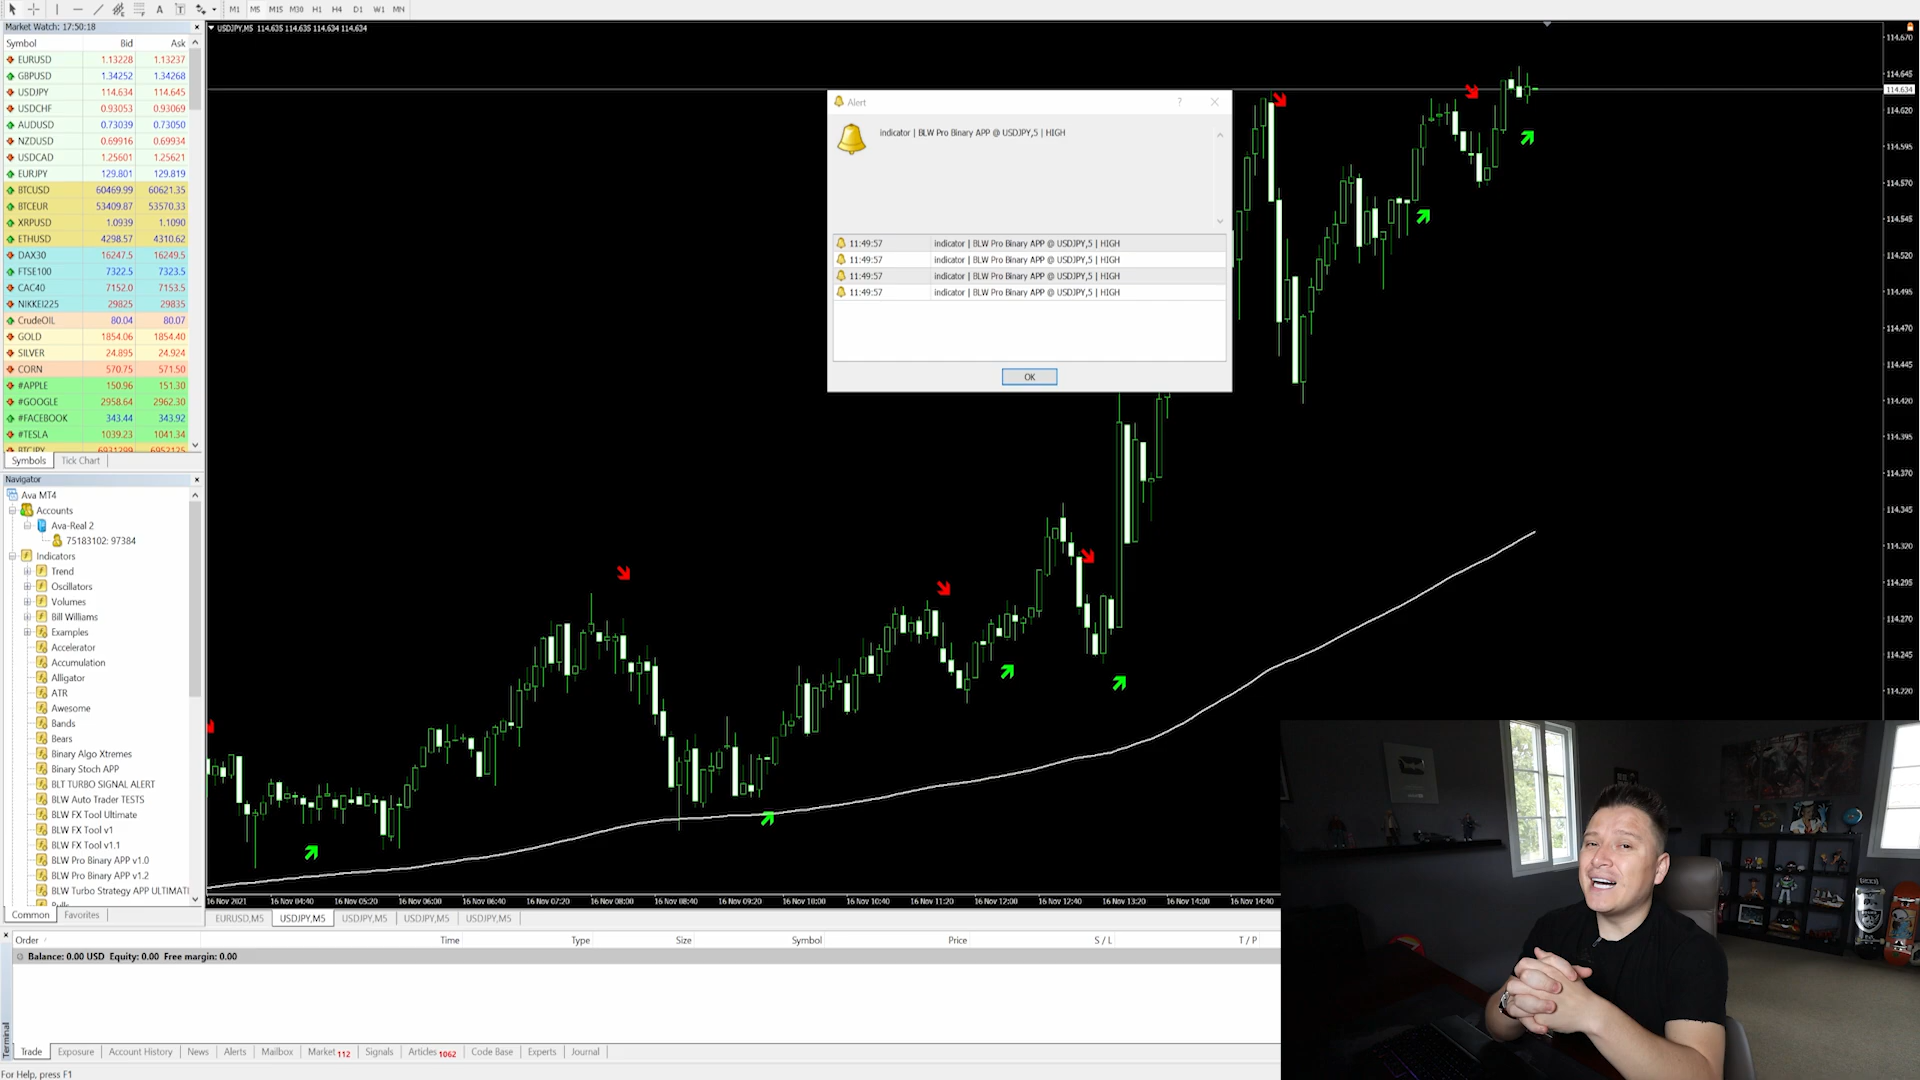 A T M1 M5 M15 M30 H1 H4 D1 W1 MN
Market Watch: 17:50:18
Symbol Bid Ask
EURUSD 1.13228 1.13237
GBPUSD 1.34252 1.34268
USDJPY 114.634 114.645
USDCHF 0.93053 0.93069
AUDUSD 0.73039 0.73050
NZDUSD 0.69916 0.69934
USDCAD 1.25601 1.25621
EURJPY 129.801 129.819
BTCUSD 60469.99 60621.35
BTCEUR 53409.87 53570.33
XRPUSD 1.0939 1.1090
ETHUSD 4298.57 4310.62
DAX30 16247.5 16249.5
FTSE100 7322.5 7323.5
CAC40 7152.0 7153.5
NIKKEI225 29825 29835
CrudeOIL 80.04 80.07
GOLD 1854.06 1854.40
SILVER 24.895 24.924
CORN 570.75 571.50
#APPLE 150.96 151.30
#GOOGLE 2958.64 2962.30
#FACEBOOK 343.44 343.92
#TESLA 1039.23 1041.34
BTCJPY 6931299 6952125
Symbols Tick Chart
Navigator
Ava MT4
Accounts
Ava-Real 2
75183102: 97384
Indicators
Trend
Oscillators
Volumes
Bill Williams
Examples
Accelerator
Accumulation
Alligator
ATR
Awesome
Bands
Bears
Binary Algo Xtremes
Binary Stoch APP
BLT TURBO SIGNAL ALERT
BLW Auto Trader TESTS
BLW FX Tool Ultimate
BLW FX Tool v1
BLW FX Tool v1.1
BLW Pro Binary APP v1.0
BLW Pro Binary APP v1.2
BLW Turbo Strategy APP ULTIMAT
Bulls
Common Favorites
USDJPY,M5 114.635 114.635 114.634 114.634
Alert ?
indicator | BLW Pro Binary APP @ USDJPY,5 | HIGH
11:49:57 indicator | BLW Pro Binary APP @ USDJPY,5 | HIGH
11:49:57 indicator | BLW Pro Binary APP @ USDJPY,5 | HIGH
11:49:57 indicator | BLW Pro Binary APP @ USDJPY,5 | HIGH
11:49:57 indicator | BLW Pro Binary APP @ USDJPY,5 | HIGH
OK
114.670
114.645
114.634
114.620
114.595
114.570
114.545
114.520
114.495
114.470
114.445
114.420
114.395
114.370
114.345
114.320
114.295
114.270
114.245
114.220
16 Nov 2021 16 Nov 04:40 16 Nov 05:20 16 Nov 06:00 16 Nov 06:40 16 Nov 07:20 16 Nov 08:00 16 Nov 08:40 16 Nov 09:20 16 Nov 10:00 16 Nov 10:40 16 Nov 11:20 16 Nov 12:00 16 Nov 12:40 16 Nov 13:20 16 Nov 14:00 16 Nov 14:40
EURUSD,M5 USDJPY,M5 USDJPY,M5 USDJPY,M5 USDJPY,M5
Order / Time Type Size Symbol Price S / L T / P
Balance: 0.00 USD Equity: 0.00 Free margin: 0.00
Terminal
Trade Exposure Account History News Alerts Mailbox Market 112 Signals Articles 1062 Code Base Experts Journal
For Help, press F1